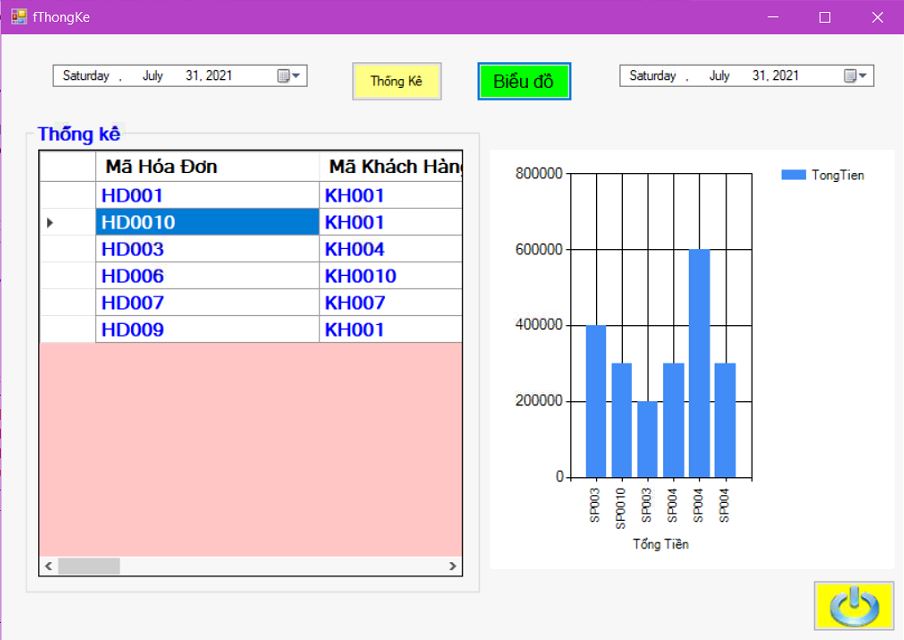 fThongKe
Saturday , July 31, 2021
Thống Kê
Biểu đồ
Saturday , July 31, 2021
Thống kê
Mã Hóa Đơn Mã Khách Hàng
HD001 KH001
HD0010 KH001
HD003 KH004
HD006 KH0010
HD007 KH007
HD009 KH001
800000
600000
400000
200000
0
SP003 SP0010 SP003 SP004 SP004 SP004
Tổng Tiền
TongTien